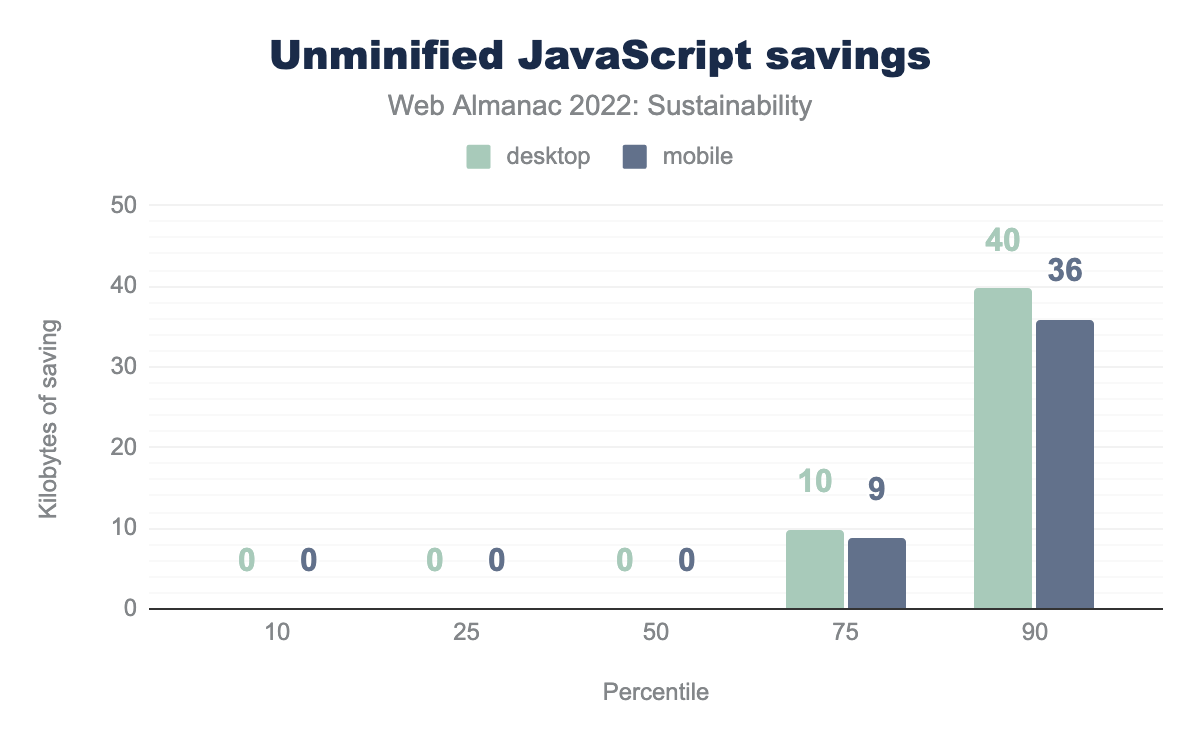 Unminified JavaScript savings
Web Almanac 2022: Sustainability
desktop mobile
Kilobytes of saving
50
40
30
20
10
0
0 0 0 0 0 0 10 9 40 36
10 25 50 75 90
Percentile